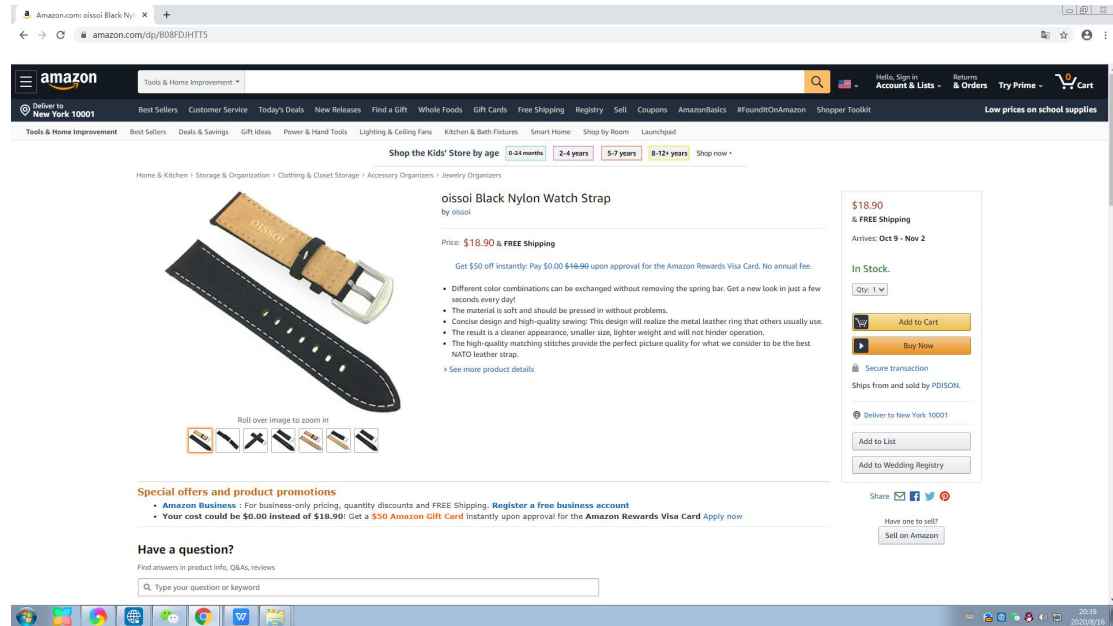 Amazon.com: oissoi Black Nyl
amazon.com/dp/B08FDJHTT5
amazon
Tools & Home Improvement
Hello, Sign in
Account & Lists
Returns
& Orders
Try Prime
0
Cart
Deliver to
New York 10001
Best Sellers Customer Service Today's Deals New Releases Find a Gift Whole Foods Gift Cards Free Shipping Registry Sell Coupons AmazonBasics #FoundItOnAmazon Shopper Toolkit
Low prices on school supplies
Tools & Home Improvement Best Sellers Deals & Savings Gift Ideas Power & Hand Tools Lighting & Ceiling Fans Kitchen & Bath Fixtures Smart Home Shop by Room Launchpad
Shop the Kids' Store by age 0-24 months 2-4 years 5-7 years 8-12+ years Shop now
Home & Kitchen › Storage & Organization › Clothing & Closet Storage › Accessory Organizers › Jewelry Organizers
oissoi
Roll over image to zoom in
oissoi Black Nylon Watch Strap
by oissoi
Price: $18.90 & FREE Shipping
Get $50 off instantly: Pay $0.00 $18.90 upon approval for the Amazon Rewards Visa Card. No annual fee.
• Different color combinations can be exchanged without removing the spring bar. Get a new look in just a few
seconds every day!
• The material is soft and should be pressed in without problems.
• Concise design and high-quality sewing: This design will realize the metal leather ring that others usually use.
• The result is a cleaner appearance, smaller size, lighter weight and will not hinder operation.
• The high-quality matching stitches provide the perfect picture quality for what we consider to be the best
NATO leather strap.
› See more product details
$18.90
& FREE Shipping
Arrives: Oct 9 - Nov 2
In Stock.
Qty: 1
Add to Cart
Buy Now
Secure transaction
Ships from and sold by PDISON.
Deliver to New York 10001
Add to List
Add to Wedding Registry
Share
Have one to sell?
Sell on Amazon
Special offers and product promotions
• Amazon Business : For business-only pricing, quantity discounts and FREE Shipping. Register a free business account
• Your cost could be $0.00 instead of $18.90! Get a $50 Amazon Gift Card instantly upon approval for the Amazon Rewards Visa Card Apply now
Have a question?
Find answers in product info, Q&As, reviews
Type your question or keyword
20:39
2020/8/16